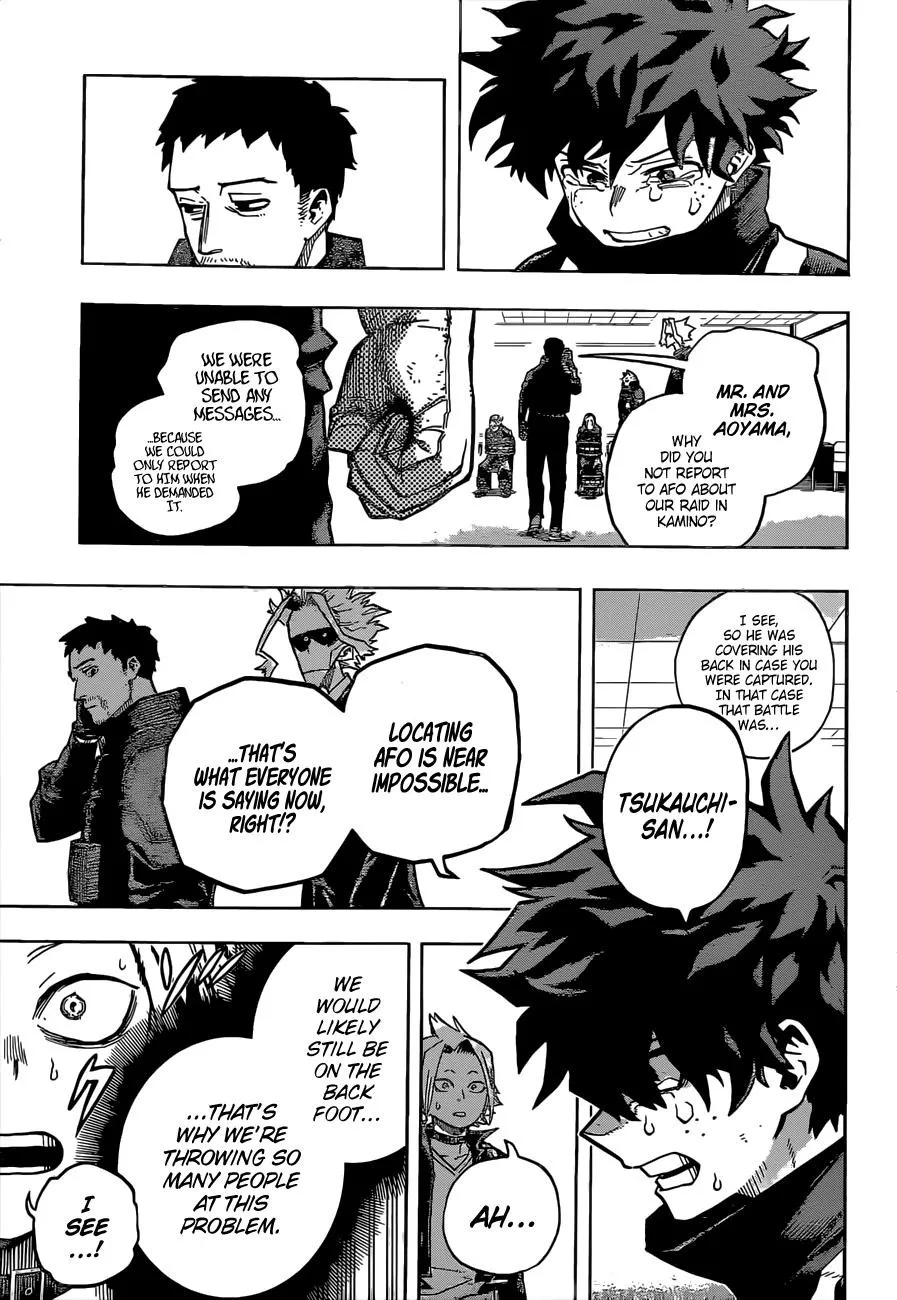 MR. AND
MRS.
AOYAMA,
WHY
DID YOU
NOT REPORT
TO AFO ABOUT
OUR RAID IN
KAMINO?
WE WERE
UNABLE TO
SEND ANY
MESSAGES...
...BECAUSE
WE COULD
ONLY REPORT
TO HIM WHEN
HE DEMANDED
IT.
I SEE,
SO HE WAS
COVERING HIS
BACK IN CASE YOU
WERE CAPTURED.
IN THAT CASE
THAT BATTLE
WAS...
TSUKAUCHI-
SAN...!
LOCATING
AFO IS NEAR
IMPOSSIBLE...
...THAT'S
WHAT EVERYONE
IS SAYING NOW,
RIGHT!?
AH...
WE
WOULD
LIKELY
STILL BE
ON THE
BACK
FOOT...
...THAT'S
WHY WE'RE
THROWING SO
MANY PEOPLE
AT THIS
PROBLEM.
I
SEE
...!